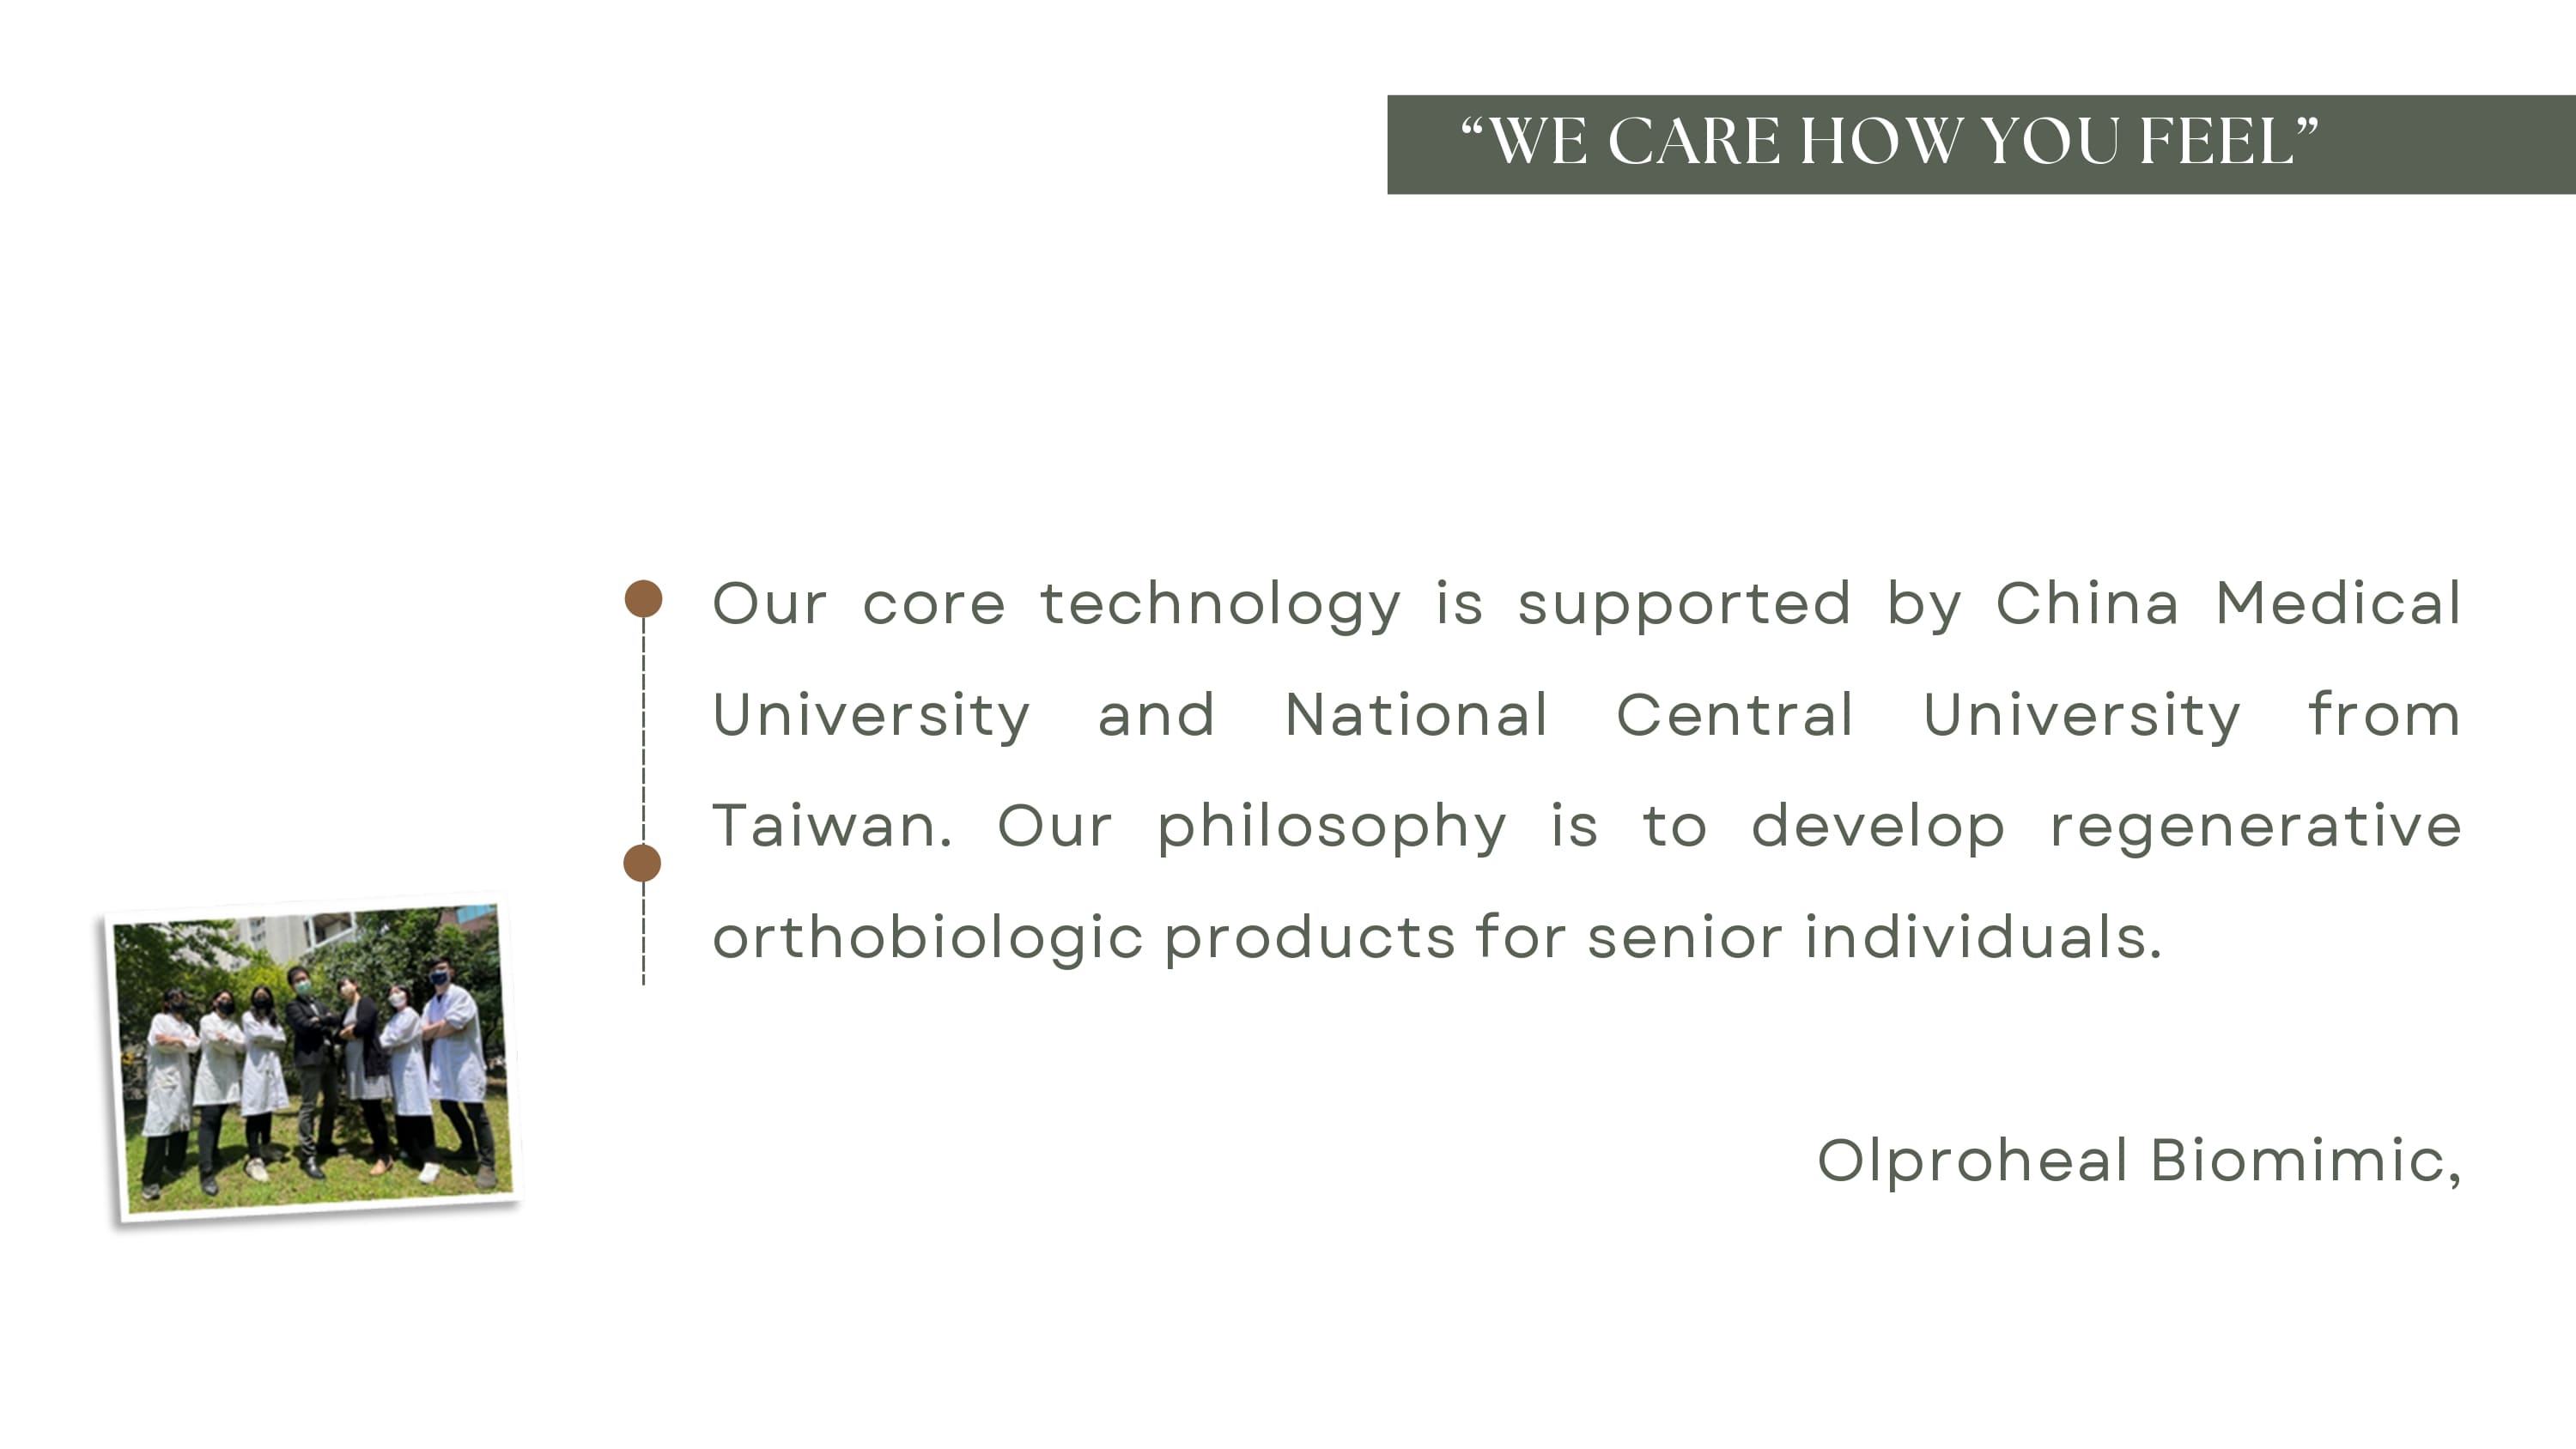 “WE CARE HOW YOU FEEL”
Our core technology is supported by China Medical
University and National Central University from
Taiwan. Our philosophy is to develop regenerative
orthobiologic products for senior individuals.
Olproheal Biomimic,